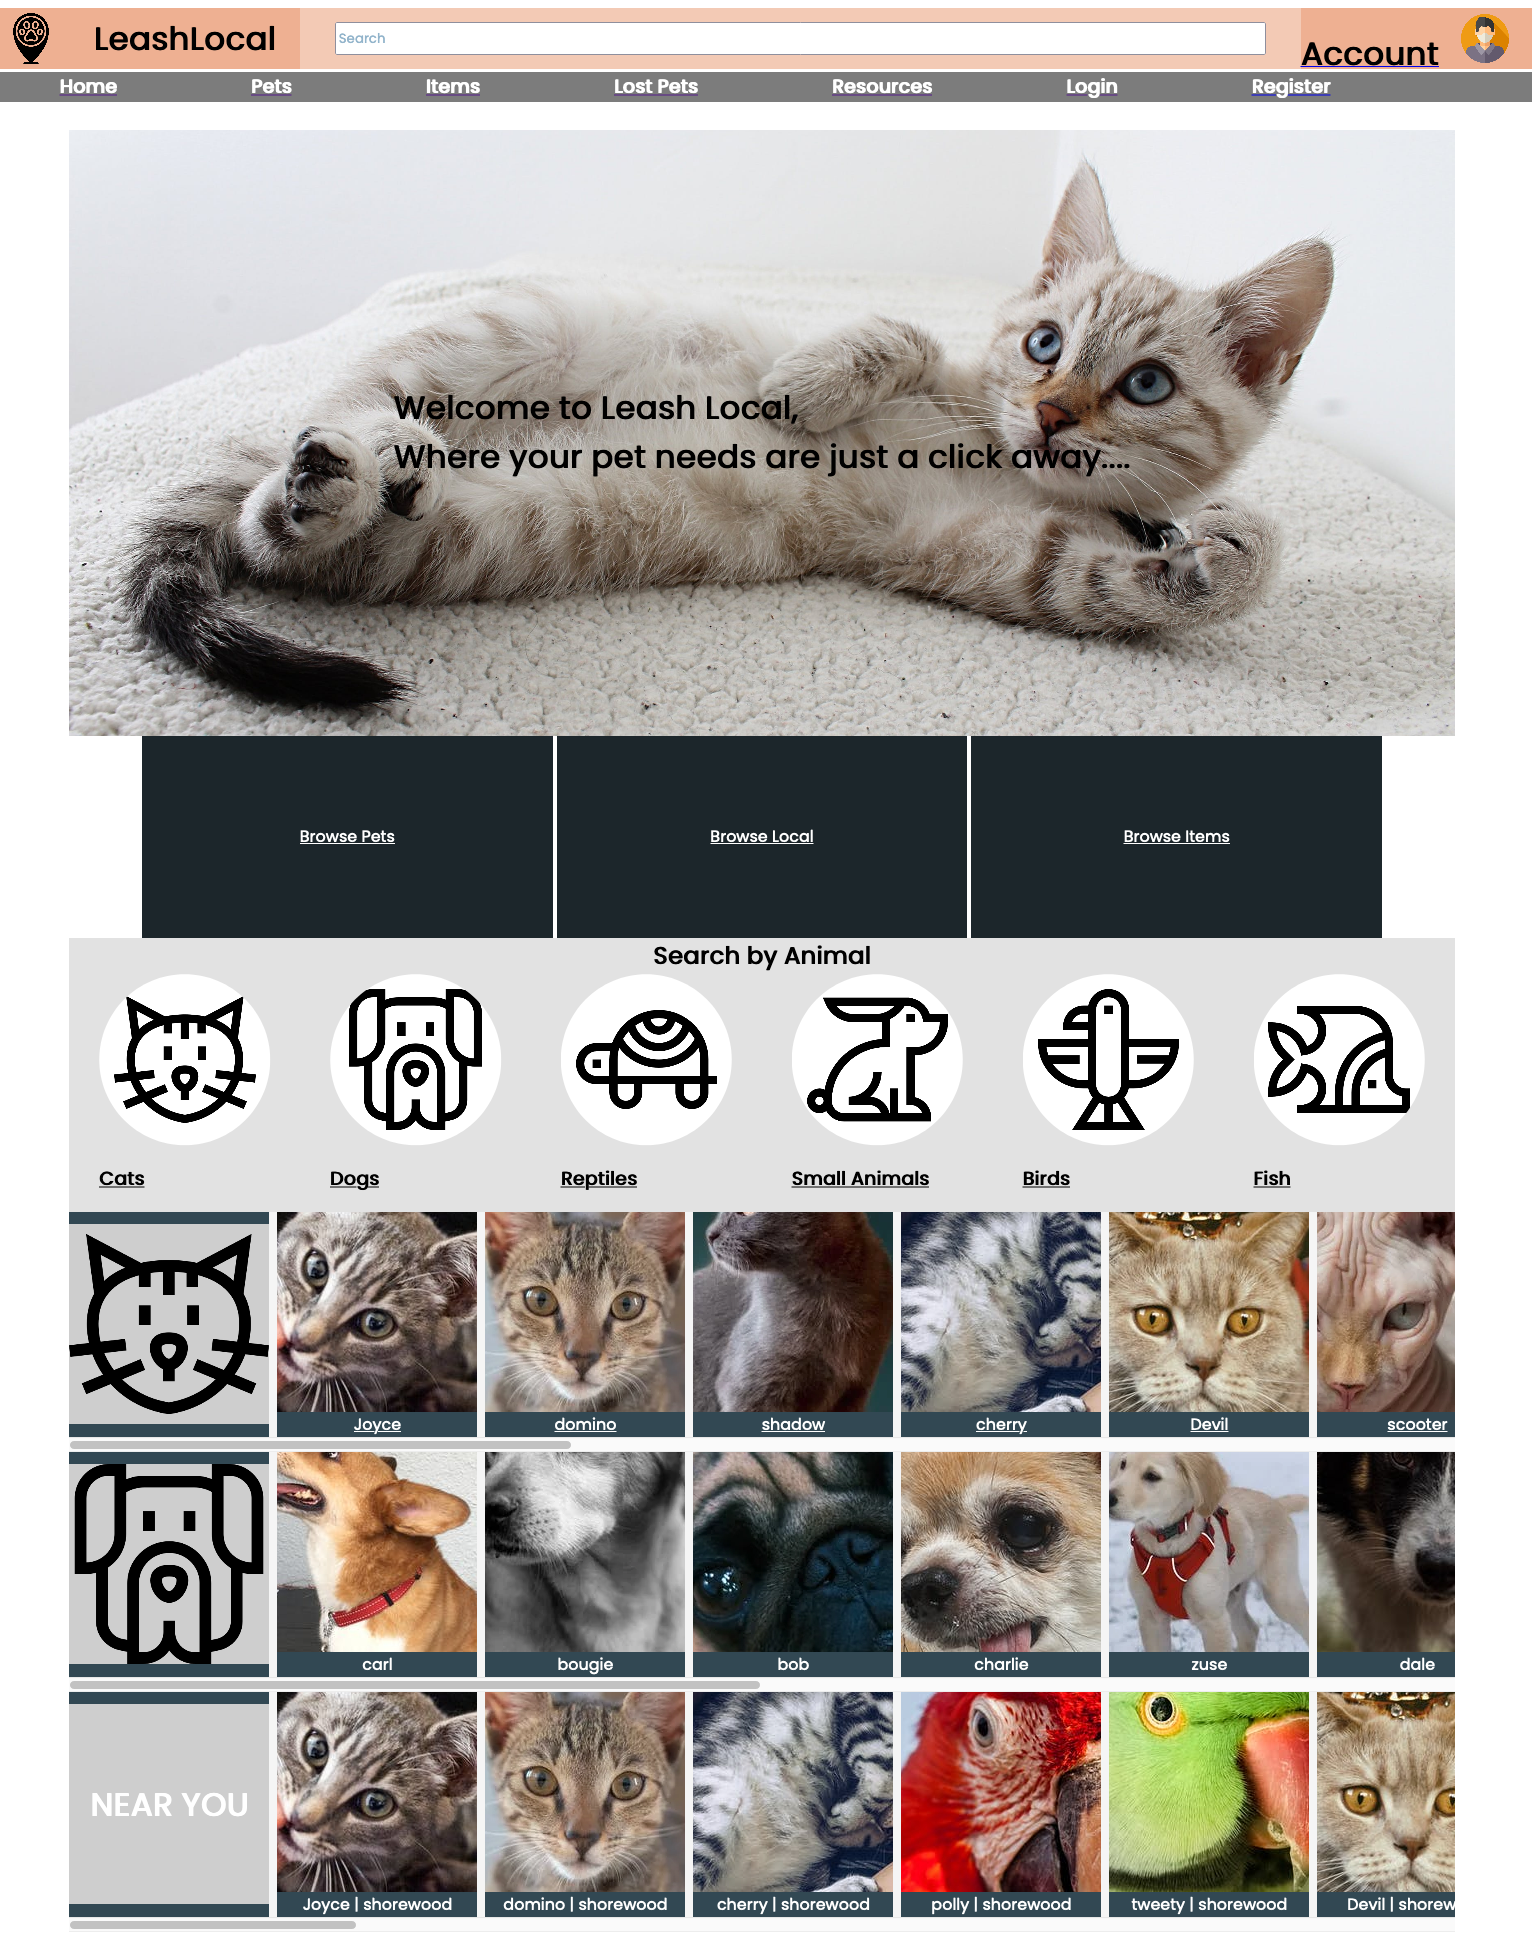 LeashLocal
Search
Account
Home Pets Items Lost Pets Resources Login Register
Welcome to Leash Local,
Where your pet needs are just a click away....
Browse Pets Browse Local Browse Items
Search by Animal
Cats Dogs Reptiles Small Animals Birds Fish
Joyce domino shadow cherry Devil scooter
carl bougie bob charlie zuse dale
NEAR YOU
Joyce | shorewood domino | shorewood cherry | shorewood polly | shorewood tweety | shorewood Devil | shorew